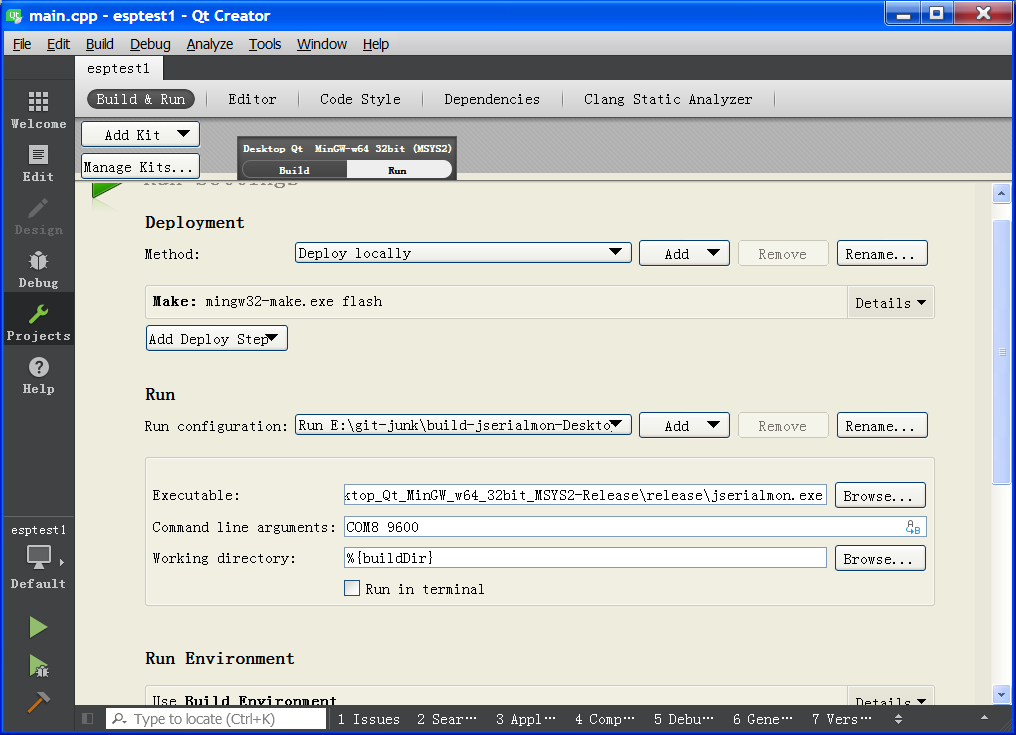 main.cpp - esptest1 - Qt Creator
File Edit Build Debug Analyze Tools Window Help
esptest1
Build & Run Editor Code Style Dependencies Clang Static Analyzer
Add Kit
Manage Kits...
Desktop Qt MinGW-w64 32bit (MSYS2)
Build Run
Welcome
Edit
Design
Debug
Projects
Help
esptest1
Default
Run Settings
Deployment
Method: Deploy locally Add Remove Rename...
Make: mingw32-make.exe flash Details
Add Deploy Step
Run
Run configuration: Run E:\git-junk\build-jserialmon-Deskto Add Remove Rename...
Executable: ktop_Qt_MinGW_w64_32bit_MSYS2-Release\release\jserialmon.exe Browse...
Command line arguments: COM8 9600
Working directory: %{buildDir} Browse...
Run in terminal
Run Environment
Use Build Environment Details
Type to locate (Ctrl+K) 1 Issues 2 Sear… 3 Appl… 4 Comp… 5 Debu… 6 Gene… 7 Vers…